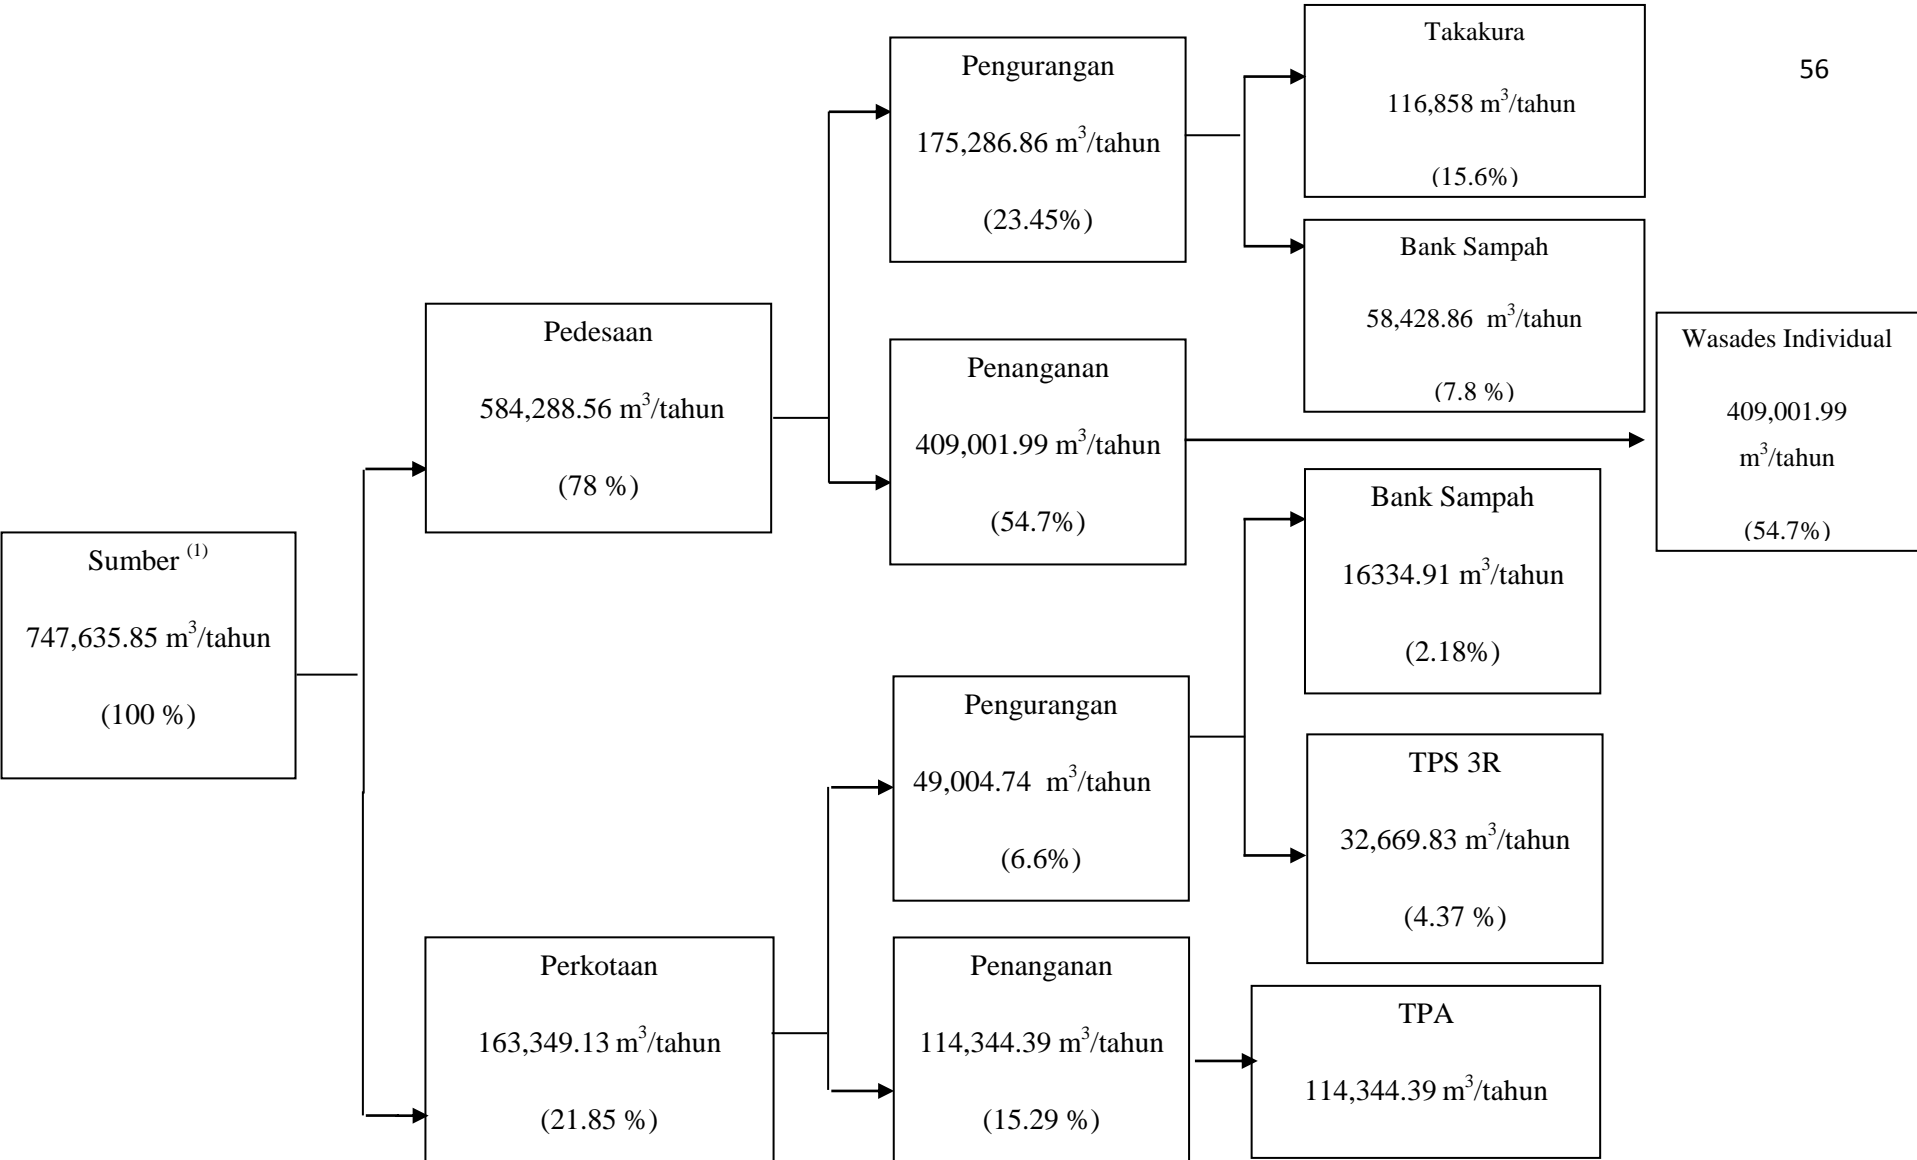 56
Sumber (1)
747,635.85 m³/tahun
(100 %)
Pedesaan
584,288.56 m³/tahun
(78 %)
Pengurangan
175,286.86 m³/tahun
(23.45%)
Takakura
116,858 m³/tahun
(15.6%)
Bank Sampah
58,428.86 m³/tahun
(7.8 %)
Penanganan
409,001.99 m³/tahun
(54.7%)
Wasades Individual
409,001.99
m³/tahun
(54.7%)
Perkotaan
163,349.13 m³/tahun
(21.85 %)
Pengurangan
49,004.74 m³/tahun
(6.6%)
Bank Sampah
16334.91 m³/tahun
(2.18%)
TPS 3R
32,669.83 m³/tahun
(4.37 %)
Penanganan
114,344.39 m³/tahun
(15.29 %)
TPA
114,344.39 m³/tahun